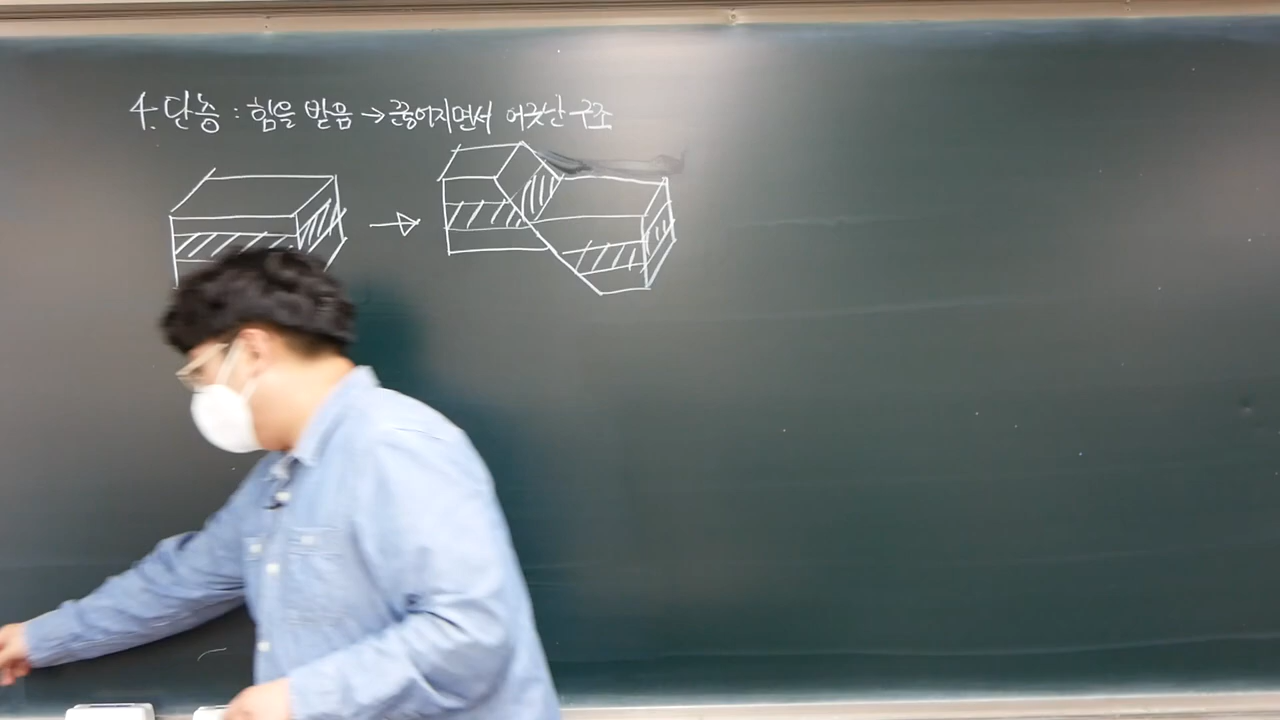 4. 단층 : 힘을 받음 → 끊어지면서 어긋난 구조